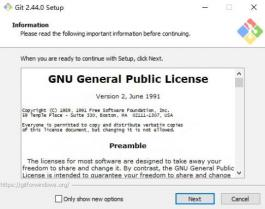 Git 2.44.0 Setup
Information
Please read the following important information before continuing.
When you are ready to continue with Setup, click Next.
GNU General Public License
Version 2, June 1991
Copyright (C) 1989, 1991 Free Software Foundation, Inc.
59 Temple Place - Suite 330, Boston, MA 02111-1307, USA
Everyone is permitted to copy and distribute verbatim copies
of this license document, but changing it is not allowed.
Preamble
The licenses for most software are designed to take away your
freedom to share and change it. By contrast, the GNU General Public
License is intended to guarantee your freedom to share and change
https://gitforwindows.org/
Only show new options
Next
Cancel